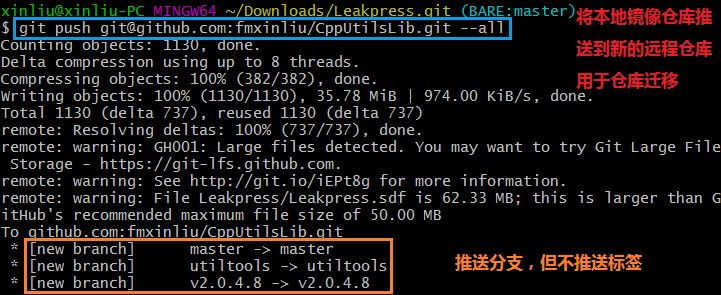 xinliu@xinliu-PC MINGW64 ~/Downloads/Leakpress.git (BARE:master)
$ git push git@github.com:fmxinliu/CppUtilsLib.git --all
将本地镜像仓库推
送到新的远程仓库
用于仓库迁移
Counting objects: 1130, done.
Delta compression using up to 8 threads.
Compressing objects: 100% (382/382), done.
Writing objects: 100% (1130/1130), 35.78 MiB | 974.00 KiB/s, done.
Total 1130 (delta 737), reused 1130 (delta 737)
remote: Resolving deltas: 100% (737/737), done.
remote: warning: GH001: Large files detected. You may want to try Git Large File
 Storage - https://git-lfs.github.com.
remote: warning: See http://git.io/iEPt8g for more information.
remote: warning: File Leakpress/Leakpress.sdf is 62.33 MB; this is larger than G
itHub's recommended maximum file size of 50.00 MB
To github.com:fmxinliu/CppUtilsLib.git
 * [new branch]      master -> master
 * [new branch]      utiltools -> utiltools
 * [new branch]      v2.0.4.8 -> v2.0.4.8
推送分支，但不推送标签